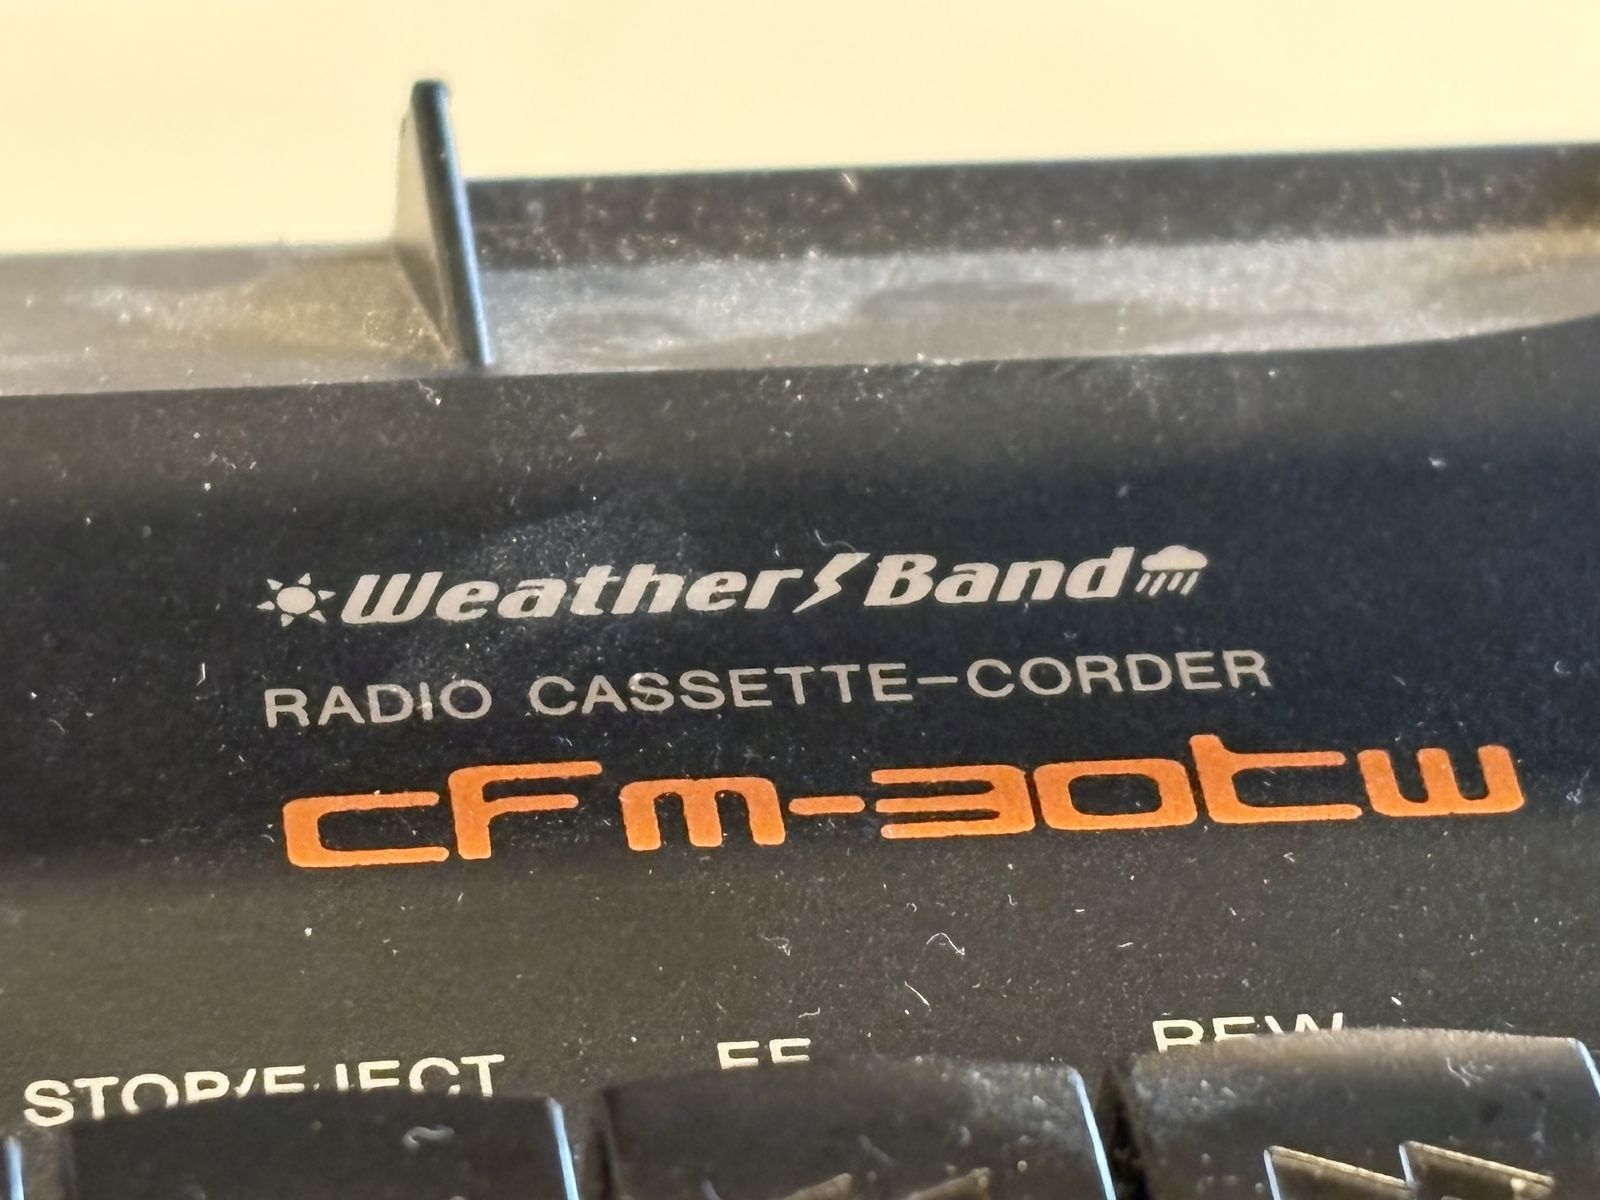 Weather Band
RADIO CASSETTE-CORDER
CFM-30TW
STOP/EJECT FF REW